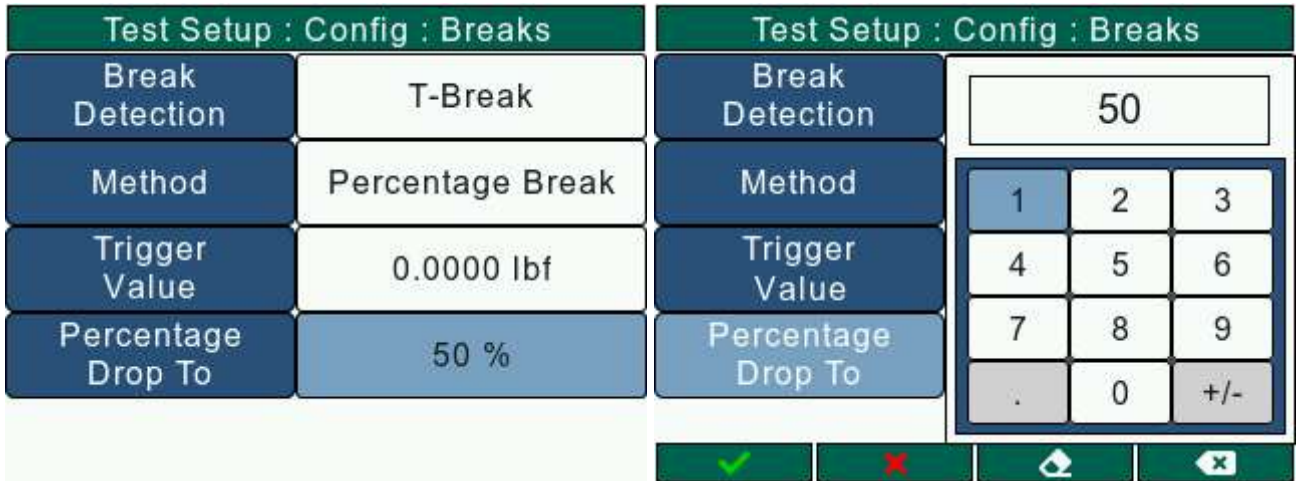 Test Setup : Config : Breaks
Break
Detection
T-Break
Method
Percentage Break
Trigger
Value
0.0000 lbf
Percentage
Drop To
50 %
Test Setup : Config : Breaks
Break
Detection
Method
Trigger
Value
Percentage
Drop To
50
1 2 3
4 5 6
7 8 9
. 0 +/-